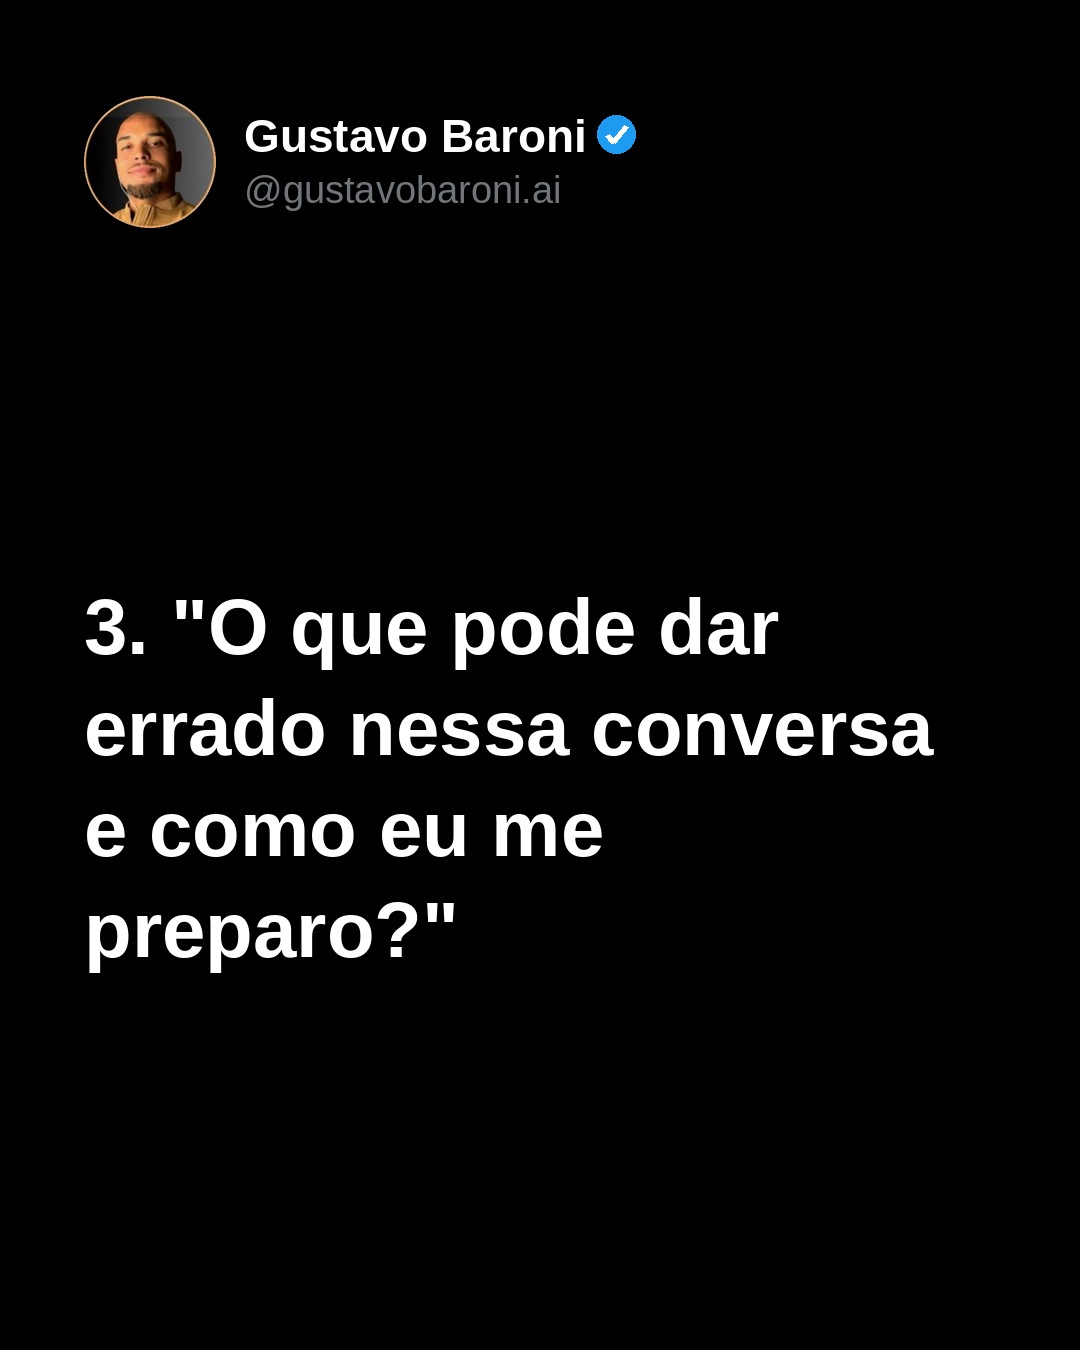 Gustavo Baroni
@gustavobaroni.ai
3. "O que pode dar
errado nessa conversa
e como eu me
preparo?"